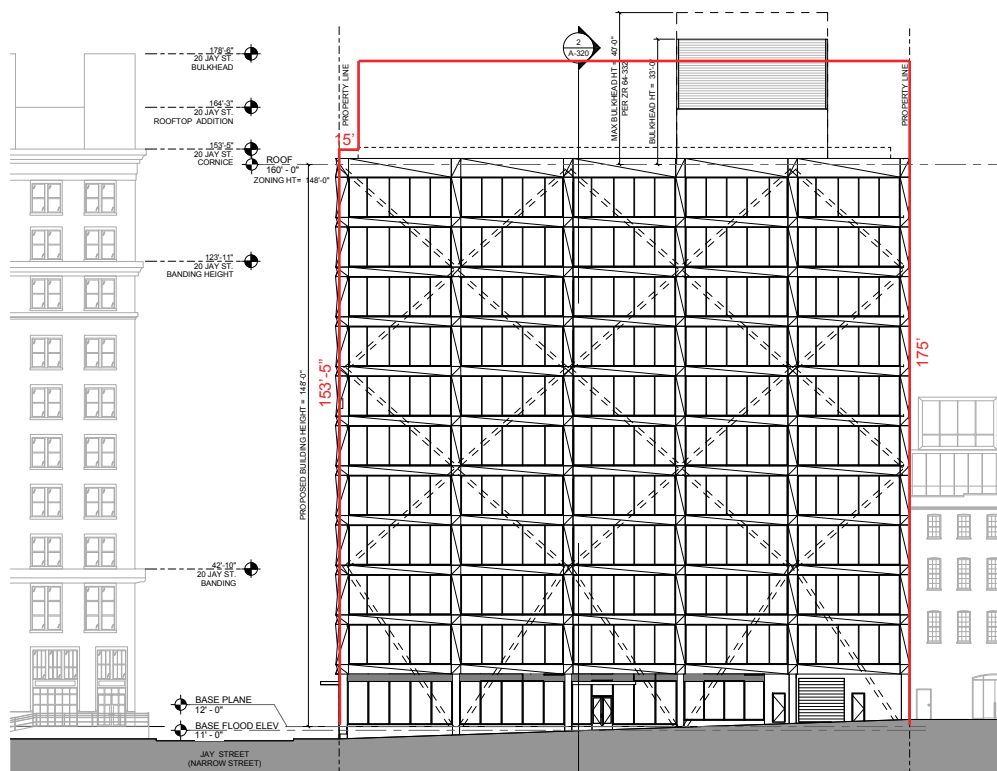 178'-6"
20 JAY ST.
BULKHEAD
164'-3"
20 JAY ST.
ROOFTOP ADDITION
153'-5"
20 JAY ST.
CORNICE
ROOF
160' - 0"
ZONING HT= 148'-0"
123'-11"
20 JAY ST.
BANDING HEIGHT
42'-10"
20 JAY ST.
BANDING
BASE PLANE
12' - 0"
BASE FLOOD ELEV
11' - 0"
JAY STREET
(NARROW STREET)
PROPERTY LINE
15'
153'-5"
PROPOSED BUILDING HEIGHT = 148'-0"
2
A-320
MAX BULKHEAD HT = 40'-0"
PER ZR 64-332
BULKHEAD HT = 33'-0"
PROPERTY LINE
175'